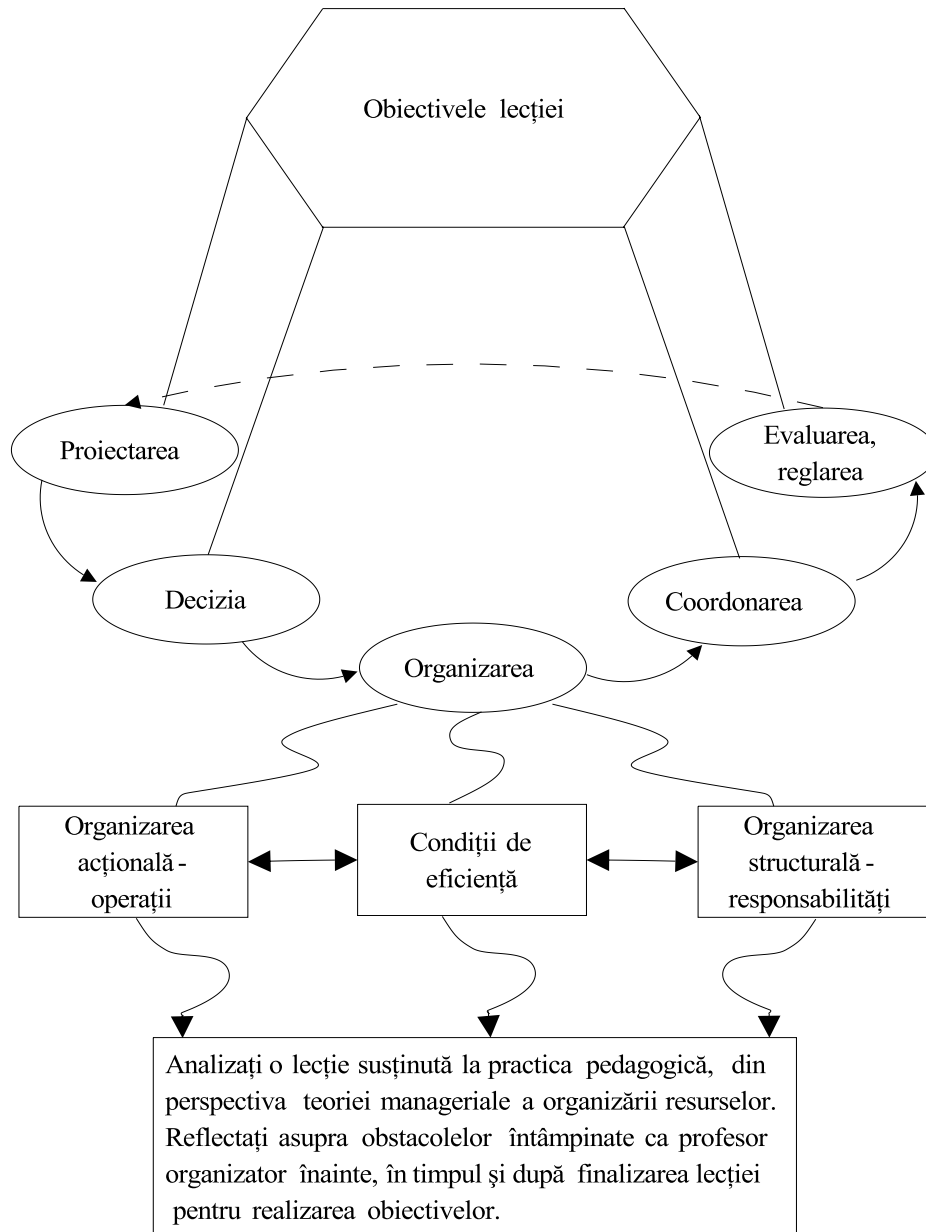 Obiectivele lecției
Proiectarea
Evaluarea,
reglarea
Decizia
Coordonarea
Organizarea
Organizarea
acțională -
operații
Condiții de
eficiență
Organizarea
structurală -
responsabilități
Analizați o lecție susținută la practica pedagogică, din
perspectiva teoriei manageriale a organizării resurselor.
Reflectați asupra obstacolelor întâmpinate ca profesor
organizator înainte, în timpul şi după finalizarea lecției
pentru realizarea obiectivelor.